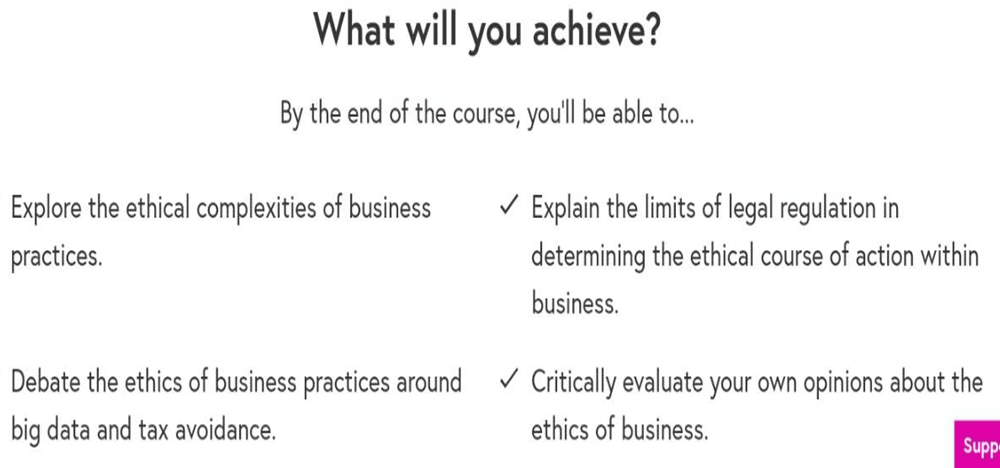 What will you achieve?
By the end of the course, you'll be able to...
Explore the ethical complexities of business
practices.
✓ Explain the limits of legal regulation in
determining the ethical course of action within
business.
Debate the ethics of business practices around
big data and tax avoidance.
✓ Critically evaluate your own opinions about the
ethics of business.